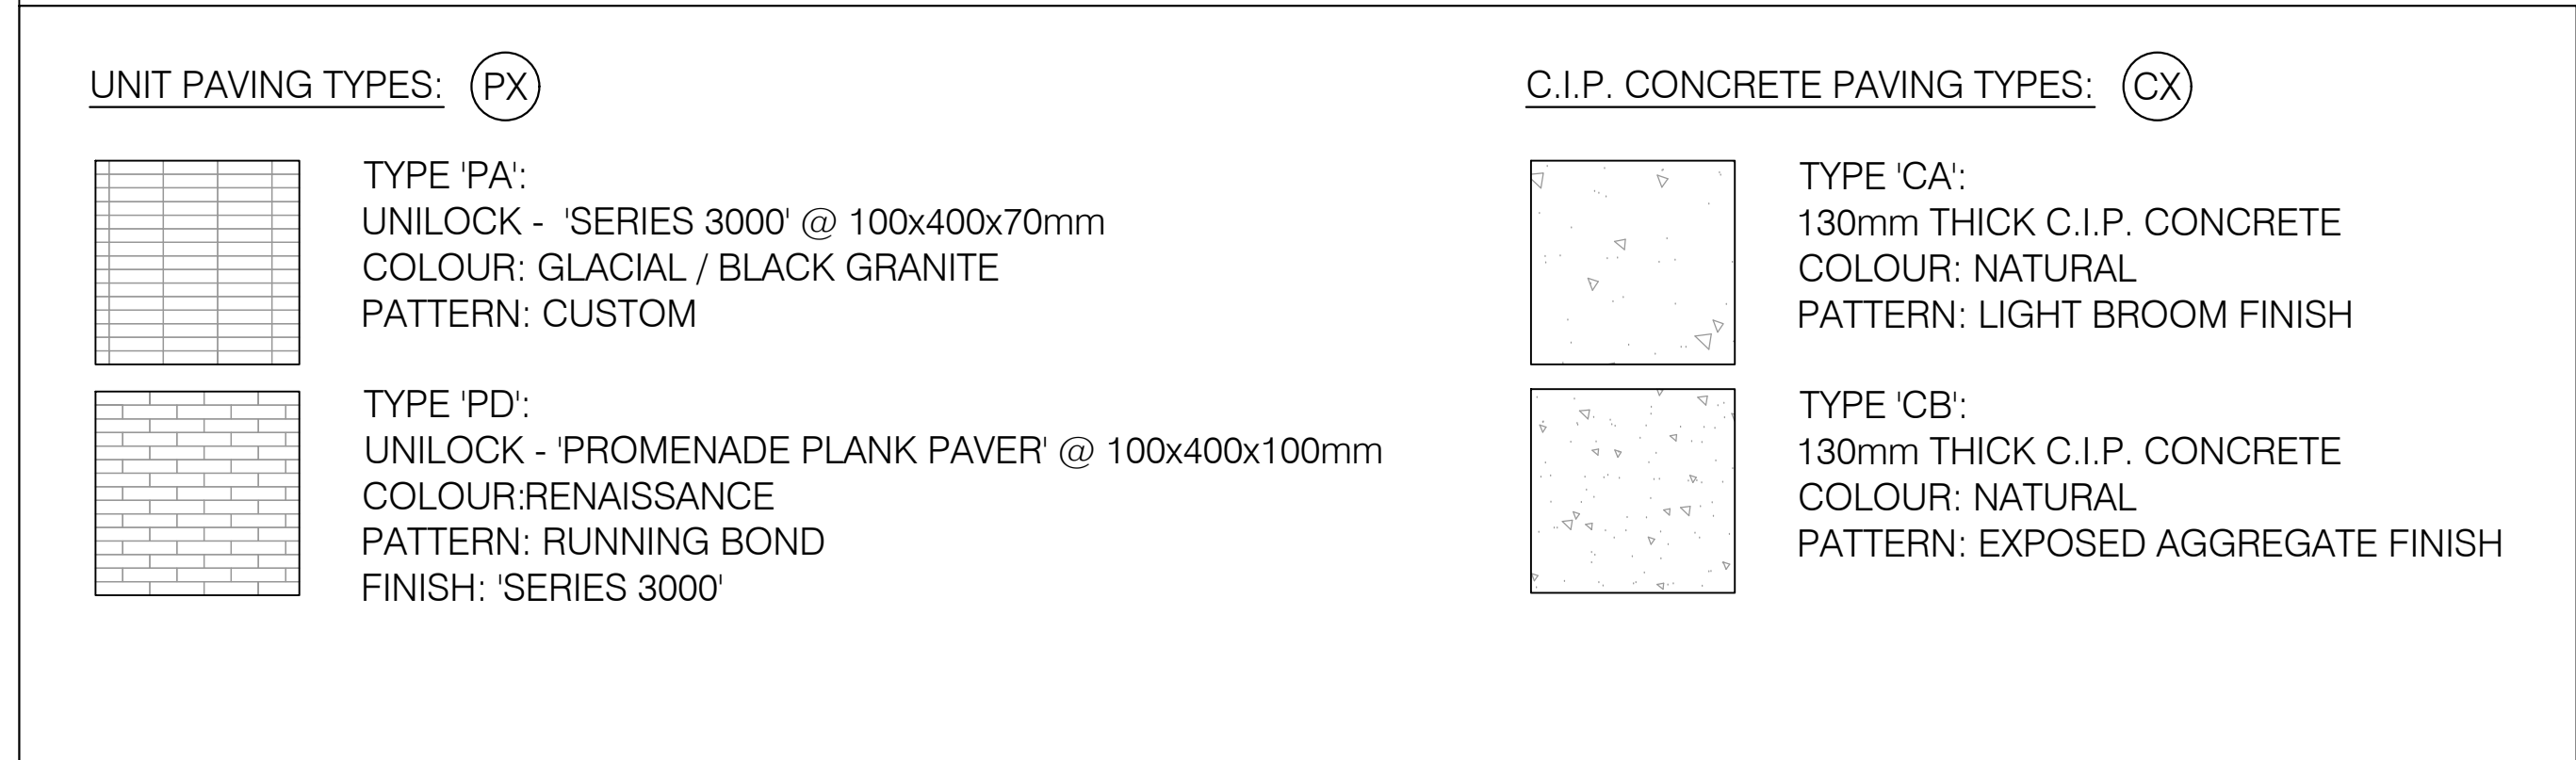 UNIT PAVING TYPES: PX
TYPE 'PA':
UNILOCK - 'SERIES 3000' @ 100x400x70mm
COLOUR: GLACIAL / BLACK GRANITE
PATTERN: CUSTOM
TYPE 'PD':
UNILOCK - 'PROMENADE PLANK PAVER' @ 100x400x100mm
COLOUR:RENAISSANCE
PATTERN: RUNNING BOND
FINISH: 'SERIES 3000'
C.I.P. CONCRETE PAVING TYPES: CX
TYPE 'CA':
130mm THICK C.I.P. CONCRETE
COLOUR: NATURAL
PATTERN: LIGHT BROOM FINISH
TYPE 'CB':
130mm THICK C.I.P. CONCRETE
COLOUR: NATURAL
PATTERN: EXPOSED AGGREGATE FINISH